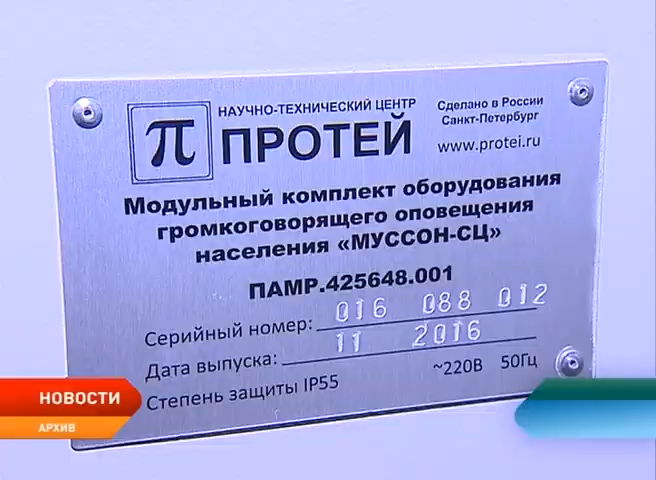 НАУЧНО-ТЕХНИЧЕСКИЙ ЦЕНТР
π ПРОТЕЙ
Сделано в России
Санкт-Петербург
www.protei.ru
Модульный комплект оборудования
громкоговорящего оповещения
населения «МУССОН-СЦ»
ПАМР.425648.001
Серийный номер: 016 088 012
Дата выпуска: 11 2016
Степень защиты IP55 ~220В 50Гц
НОВОСТИ
АРХИВ